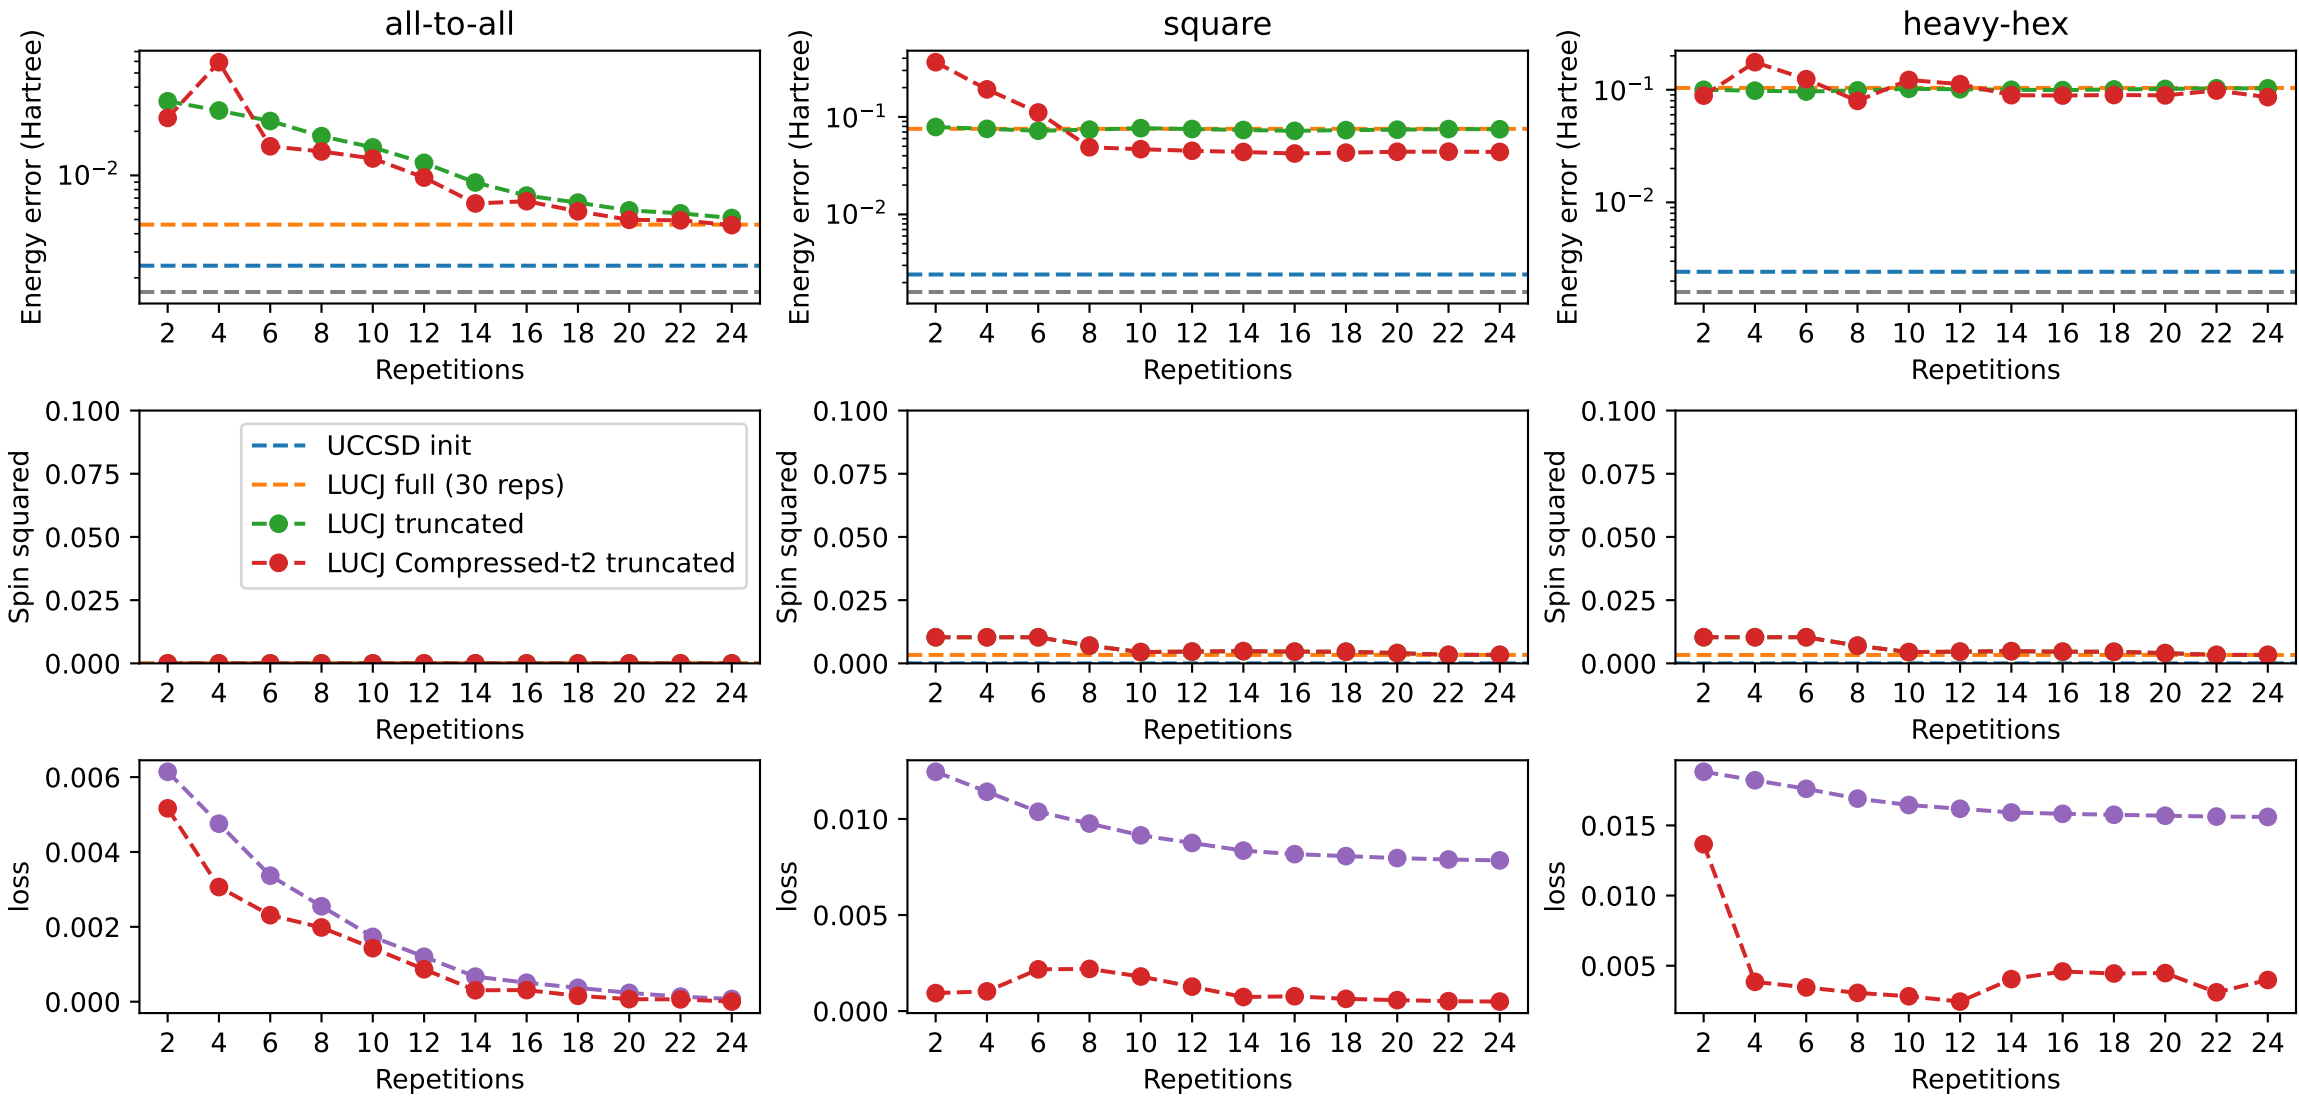 all-to-all
square
heavy-hex
Energy error (Hartree)
10⁻²
2 4 6 8 10 12 14 16 18 20 22 24
Repetitions
Energy error (Hartree)
10⁻¹
10⁻²
2 4 6 8 10 12 14 16 18 20 22 24
Repetitions
Energy error (Hartree)
10⁻¹
10⁻²
2 4 6 8 10 12 14 16 18 20 22 24
Repetitions
Spin squared
0.100
0.075
0.050
0.025
0.000
UCCSD init
LUCJ full (30 reps)
LUCJ truncated
LUCJ Compressed-t2 truncated
2 4 6 8 10 12 14 16 18 20 22 24
Repetitions
Spin squared
0.100
0.075
0.050
0.025
0.000
2 4 6 8 10 12 14 16 18 20 22 24
Repetitions
Spin squared
0.100
0.075
0.050
0.025
0.000
2 4 6 8 10 12 14 16 18 20 22 24
Repetitions
loss
0.006
0.004
0.002
0.000
2 4 6 8 10 12 14 16 18 20 22 24
Repetitions
loss
0.010
0.005
0.000
2 4 6 8 10 12 14 16 18 20 22 24
Repetitions
loss
0.015
0.010
0.005
2 4 6 8 10 12 14 16 18 20 22 24
Repetitions